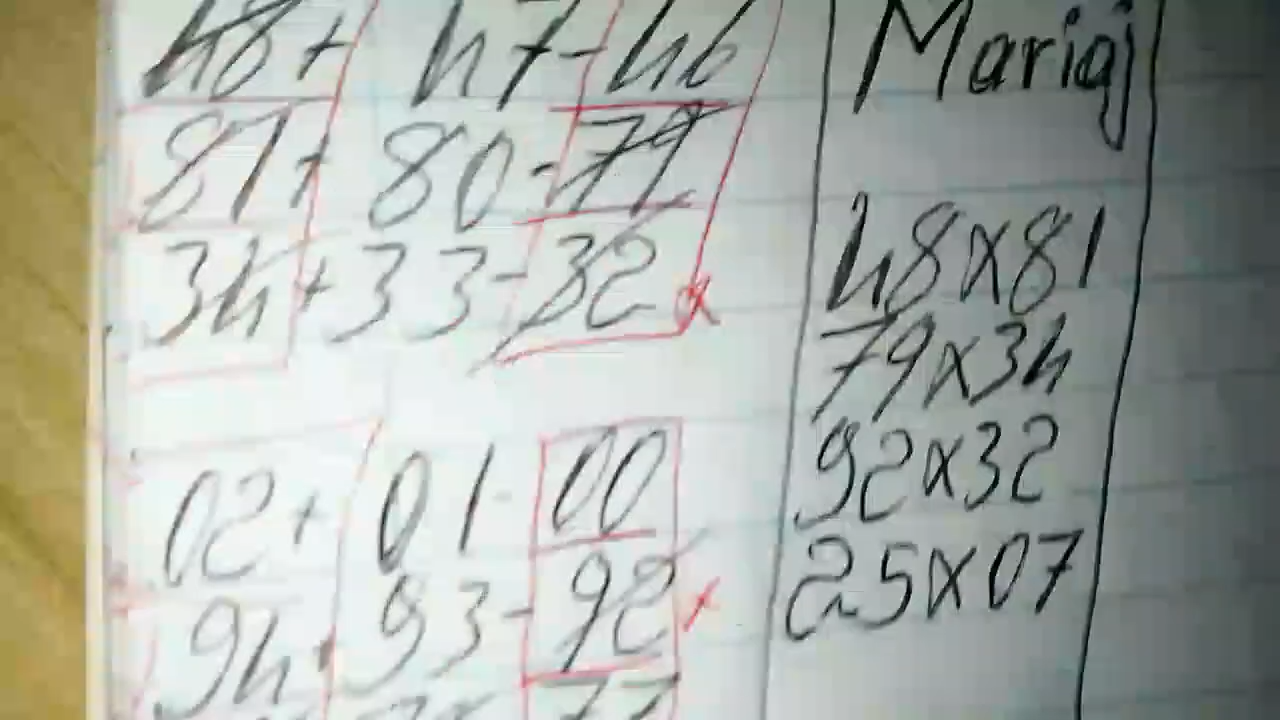 48+ 47-46
81+ 80-79
34+33-32 x
02+ 01-00
94. 93-92 x
77
Mariaj
48x81
79x34
92x32
25x07